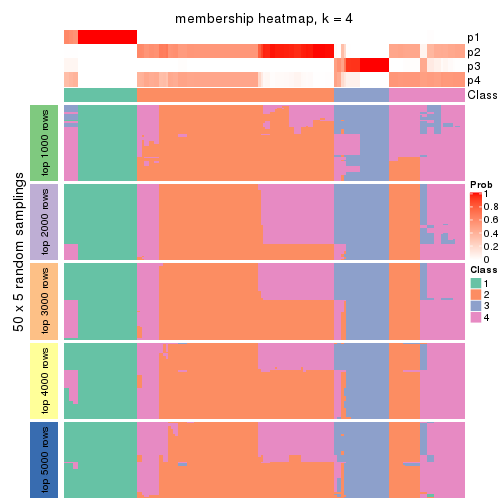 membership heatmap, k = 4
p1
p2
p3
p4
Class
50 x 5 random samplings
top 1000 rows
top 2000 rows
top 3000 rows
top 4000 rows
top 5000 rows
Prob
1
0.8
0.6
0.4
0.2
0
Class
1
2
3
4